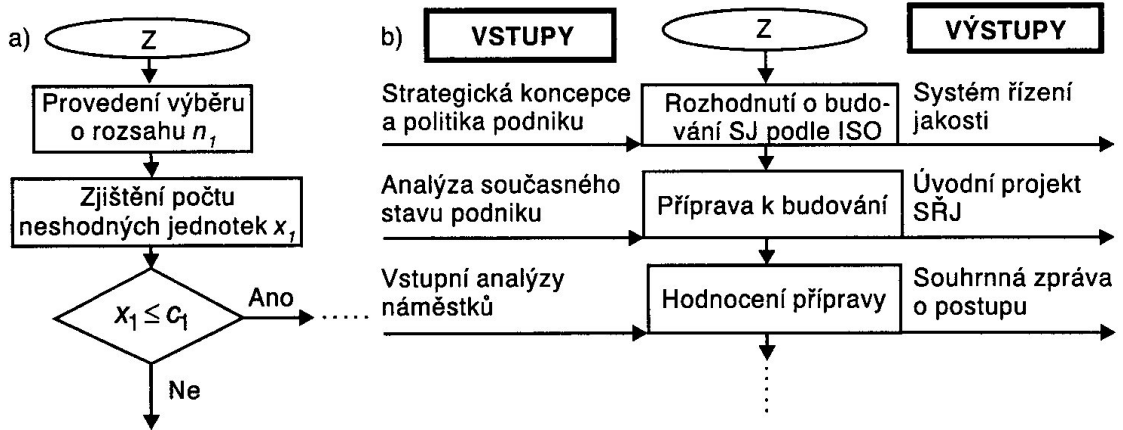 a)
Z
Provedení výběru
o rozsahu n₁
Zjištění počtu
neshodných jednotek x₁
x₁ ≤ c₁
Ano
Ne
b)
VSTUPY
Z
VÝSTUPY
Strategická koncepce
a politika podniku
Rozhodnutí o budo-
vání SJ podle ISO
Systém řízení
jakosti
Analýza současného
stavu podniku
Příprava k budování
Úvodní projekt
SŘJ
Vstupní analýzy
náměstků
Hodnocení přípravy
Souhrnná zpráva
o postupu